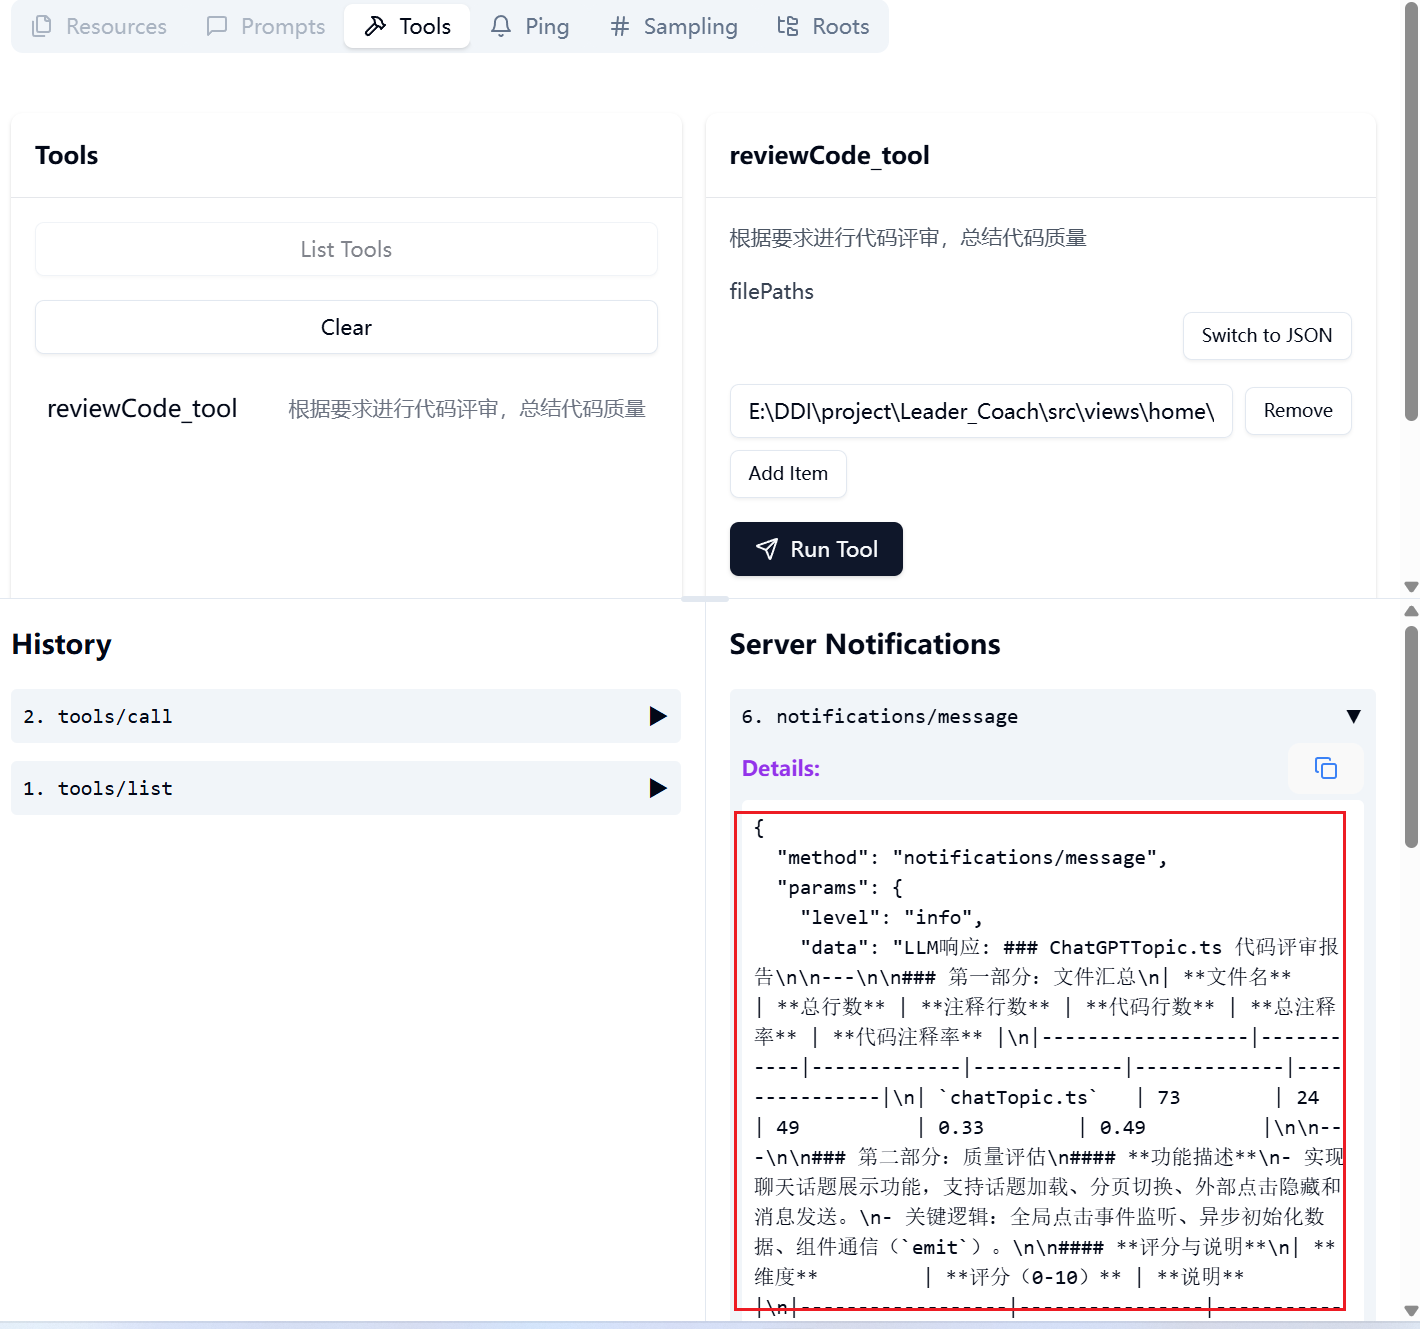 Resources Prompts Tools Ping # Sampling Roots
Tools
List Tools
Clear
reviewCode_tool 根据要求进行代码评审，总结代码质量
reviewCode_tool
根据要求进行代码评审，总结代码质量
filePaths
Switch to JSON
E:\DDI\project\Leader_Coach\src\views\home\
Remove
Add Item
Run Tool
History
2. tools/call
1. tools/list
Server Notifications
6. notifications/message
Details:
{
"method": "notifications/message",
"params": {
"level": "info",
"data": "LLM响应: ### ChatGPTTopic.ts 代码评审报
告\n\n---\n\n### 第一部分: 文件汇总\n| **文件名**
| **总行数** | **注释行数** | **代码行数** | **总注释
率** | **代码注释率** |\n|------------------|-------
----|-------------|-------------|-------------|----
-----------|\n| `chatTopic.ts` | 73 | 24
| 49 | 0.33 | 0.49 |\n\n--
-\n\n### 第二部分: 质量评估\n#### **功能描述**\n- 实现
聊天话题展示功能，支持话题加载、分页切换、外部点击隐藏和
消息发送。\n- 关键逻辑: 全局点击事件监听、异步初始化数
据、组件通信（`emit`）。\n\n#### **评分与说明**\n| **
维度** | **评分（0-10）** | **说明**
|\n|------------------|----------------|-----------